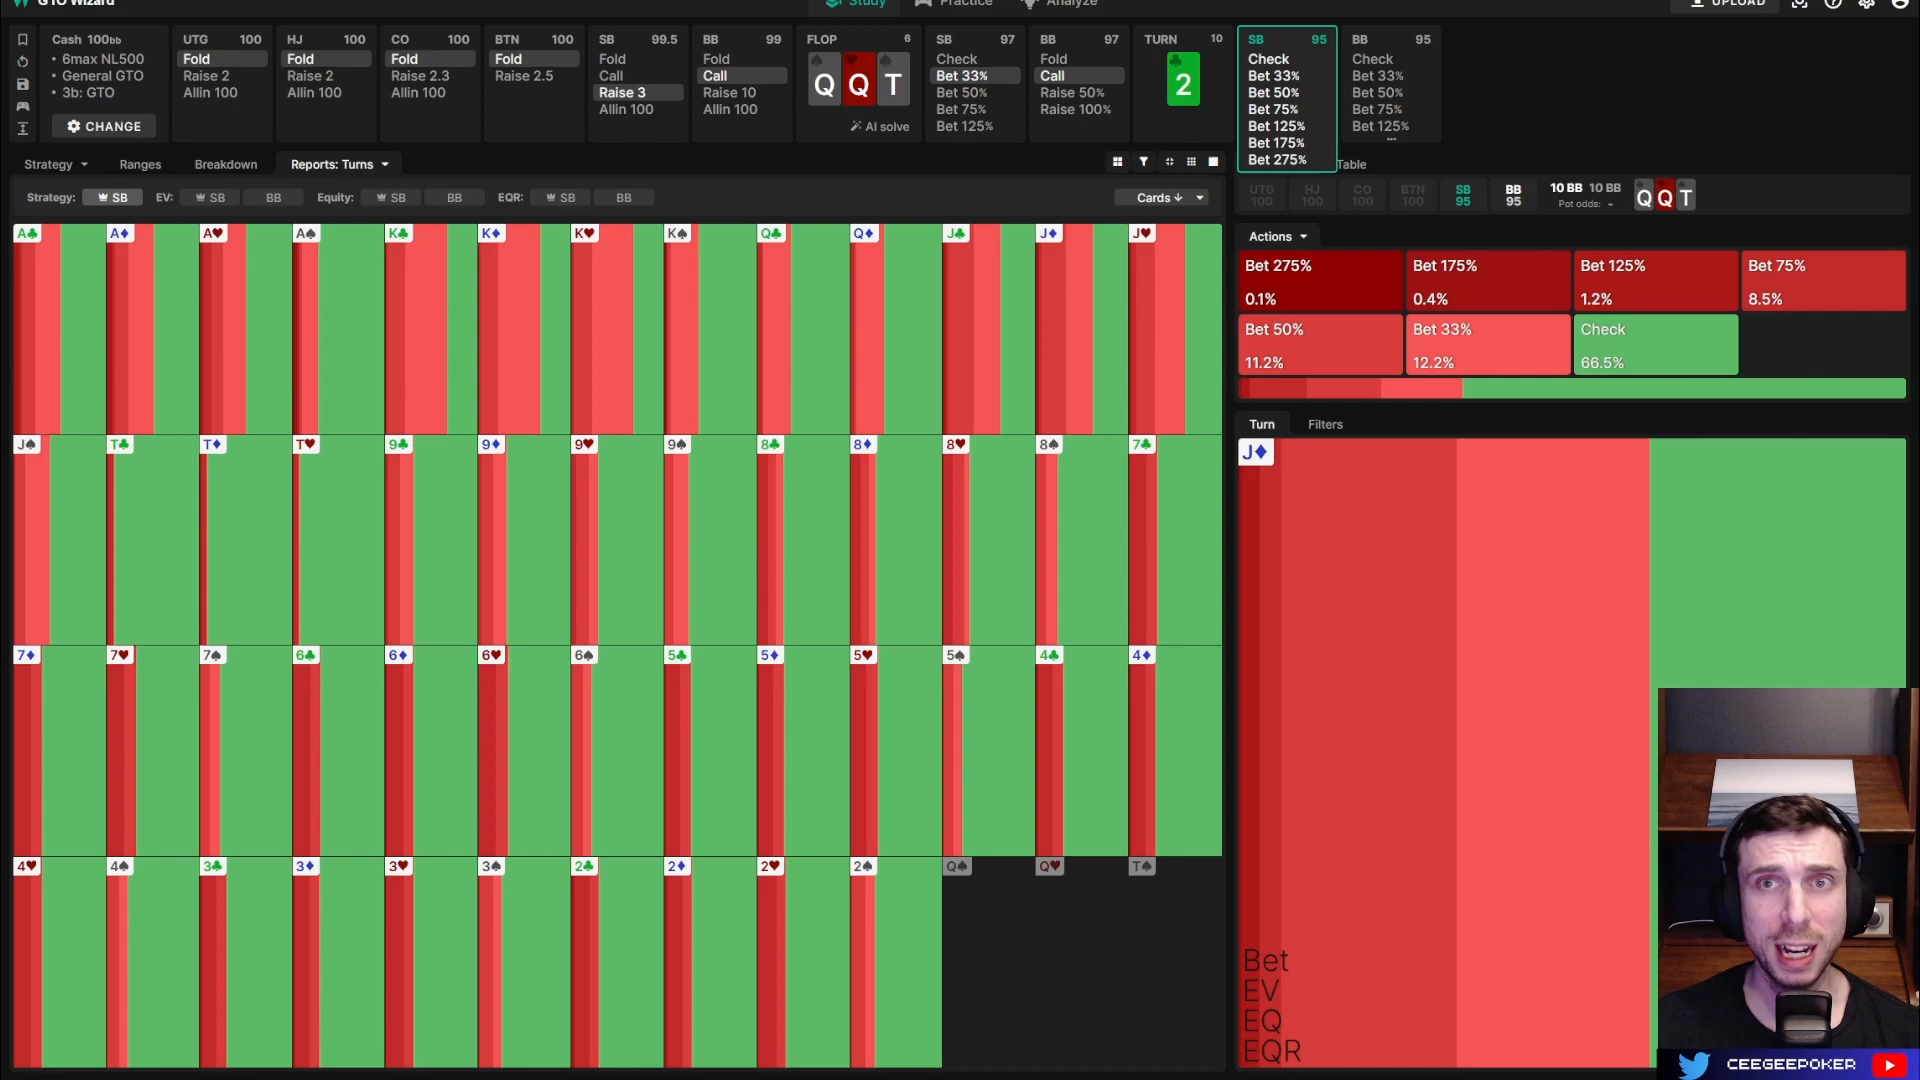 GTO Wizard
Study
Practice
Analyze
UPLOAD
Cash 100bb
• 6max NL500
• General GTO
• 3b: GTO
CHANGE
UTG 100
Fold
Raise 2
Allin 100
HJ 100
Fold
Raise 2
Allin 100
CO 100
Fold
Raise 2.3
Allin 100
BTN 100
Fold
Raise 2.5
SB 99.5
Fold
Call
Raise 3
Allin 100
BB 99
Fold
Call
Raise 10
Allin 100
FLOP 6
Q Q T
AI solve
SB 97
Check
Bet 33%
Bet 50%
Bet 75%
Bet 125%
BB 97
Fold
Call
Raise 50%
Raise 100%
TURN 10
2
SB 95
Check
Bet 33%
Bet 50%
Bet 75%
Bet 125%
Bet 175%
Bet 275%
BB 95
Check
Bet 33%
Bet 50%
Bet 75%
Bet 125%
...
Strategy
Ranges
Breakdown
Reports: Turns
Table
Strategy: SB BB EV: SB BB Equity: SB BB EQR: SB BB
Cards ↓
UTG 100
HJ 100
CO 100
BTN 100
SB 95
BB 95
10 BB 10 BB
Pot odds: -
Q Q T
Actions
Bet 275%
0.1%
Bet 175%
0.4%
Bet 125%
1.2%
Bet 75%
8.5%
Bet 50%
11.2%
Bet 33%
12.2%
Check
66.5%
Turn
Filters
J♦
A♣ A♦ A♥ A♠ K♣ K♦ K♥ K♠ Q♣ Q♦ J♣ J♦ J♥
J♠ T♣ T♦ T♥ 9♣ 9♦ 9♥ 9♠ 8♣ 8♦ 8♥ 8♠ 7♣
7♦ 7♥ 7♠ 6♣ 6♦ 6♥ 6♠ 5♣ 5♦ 5♥ 5♠ 4♣ 4♦
4♥ 4♠ 3♣ 3♦ 3♥ 3♠ 2♣ 2♦ 2♥ 2♠ Q♠ Q♥ T♠
Bet
EV
EQ
EQR
CEEGEEPOKER